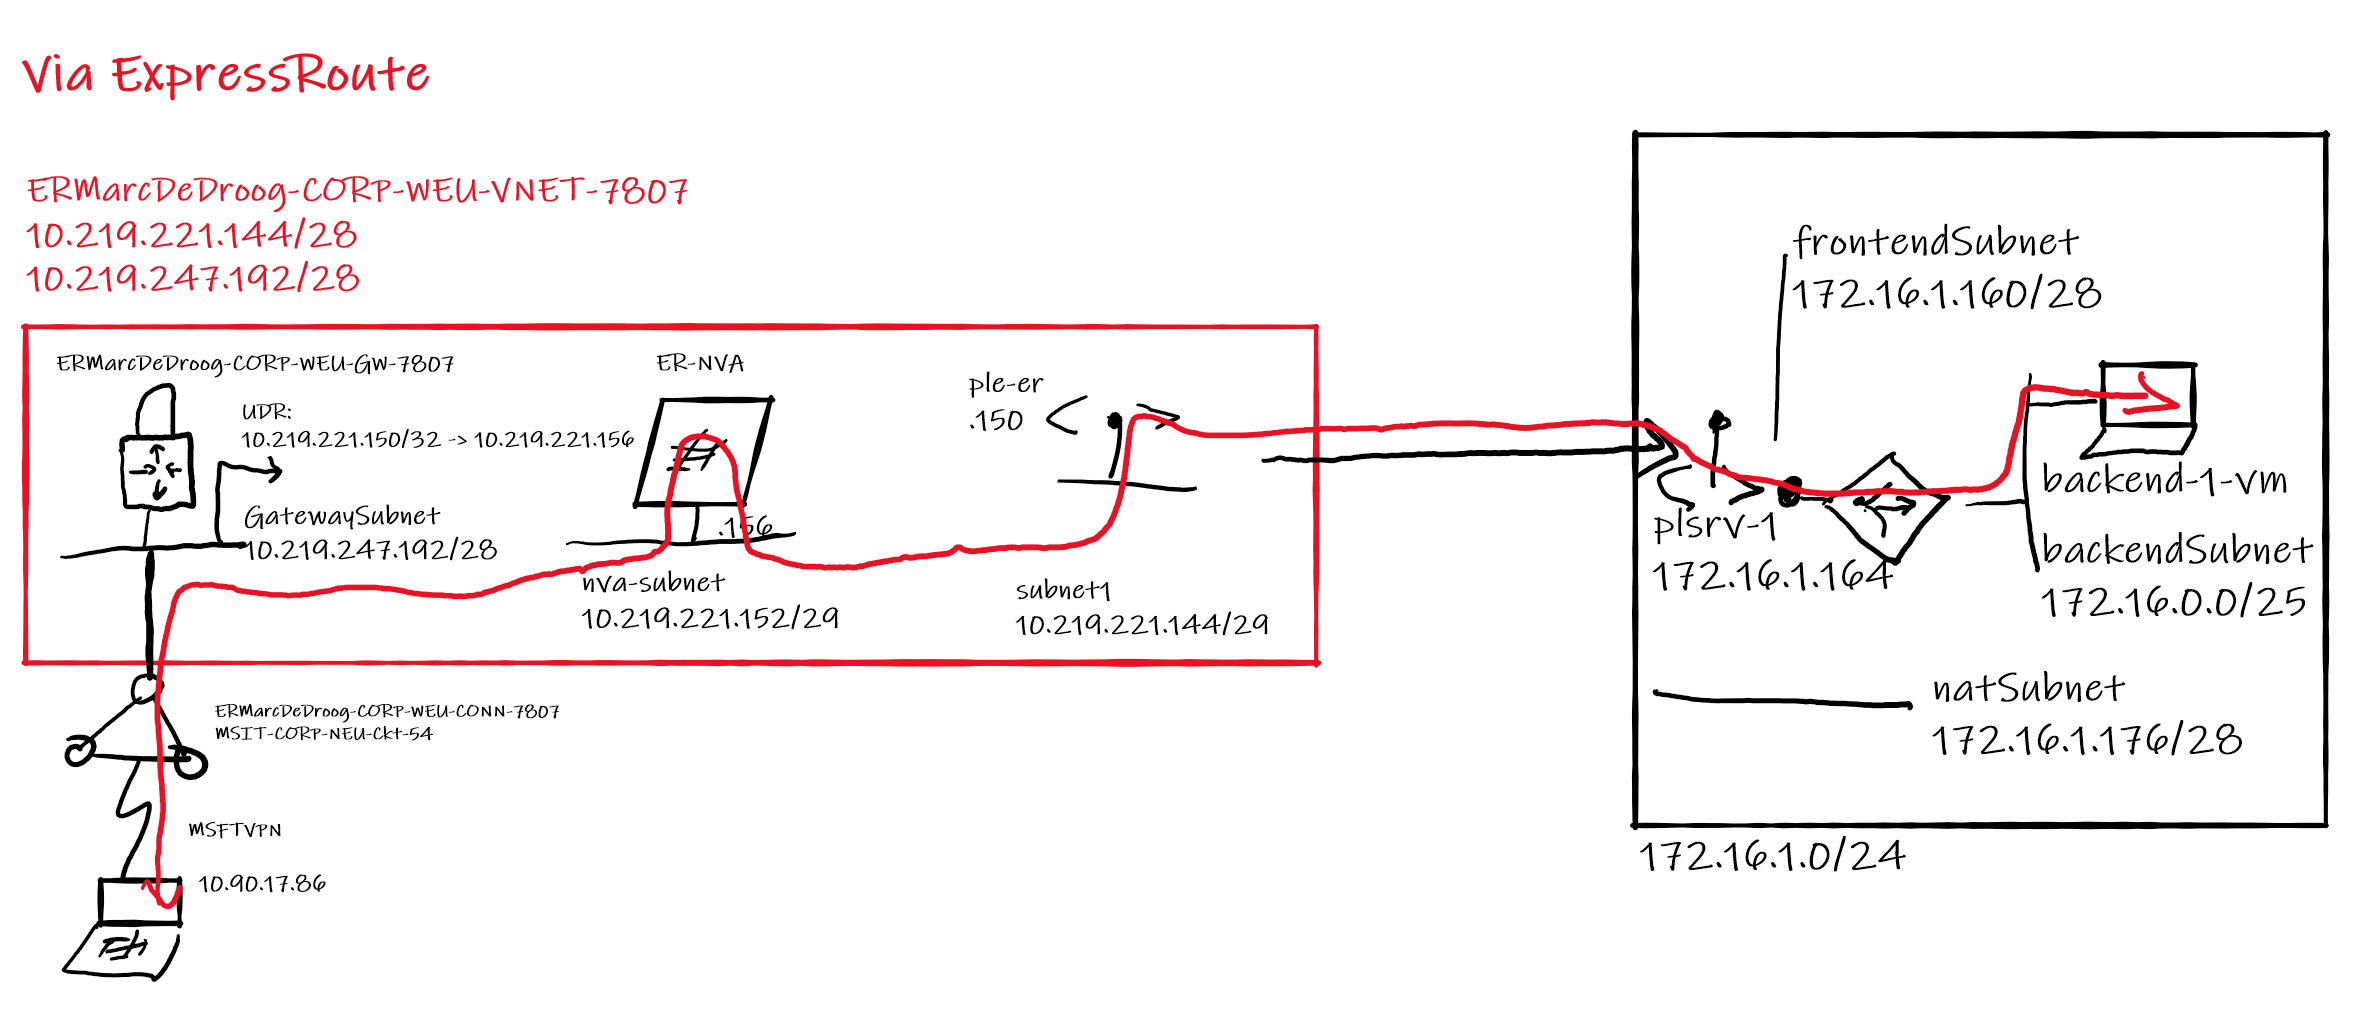 Via ExpressRoute
ERMarcDeDroog-CORP-WEU-VNET-7807
10.219.221.144/28
10.219.247.192/28
ERMarcDeDroog-CORP-WEU-GW-7807
UDR:
10.219.221.150/32 -> 10.219.221.156
GatewaySubnet
10.219.247.192/28
ER-NVA
.156
nva-subnet
10.219.221.152/29
ple-er
.150
subnet1
10.219.221.144/29
ERMarcDeDroog-CORP-WEU-CONN-7807
MSIT-CORP-NEU-Ckt-54
MSFTVPN
10.90.17.86
frontendSubnet
172.16.1.160/28
plsrv-1
172.16.1.164
backend-1-vm
backendSubnet
172.16.0.0/25
natSubnet
172.16.1.176/28
172.16.1.0/24